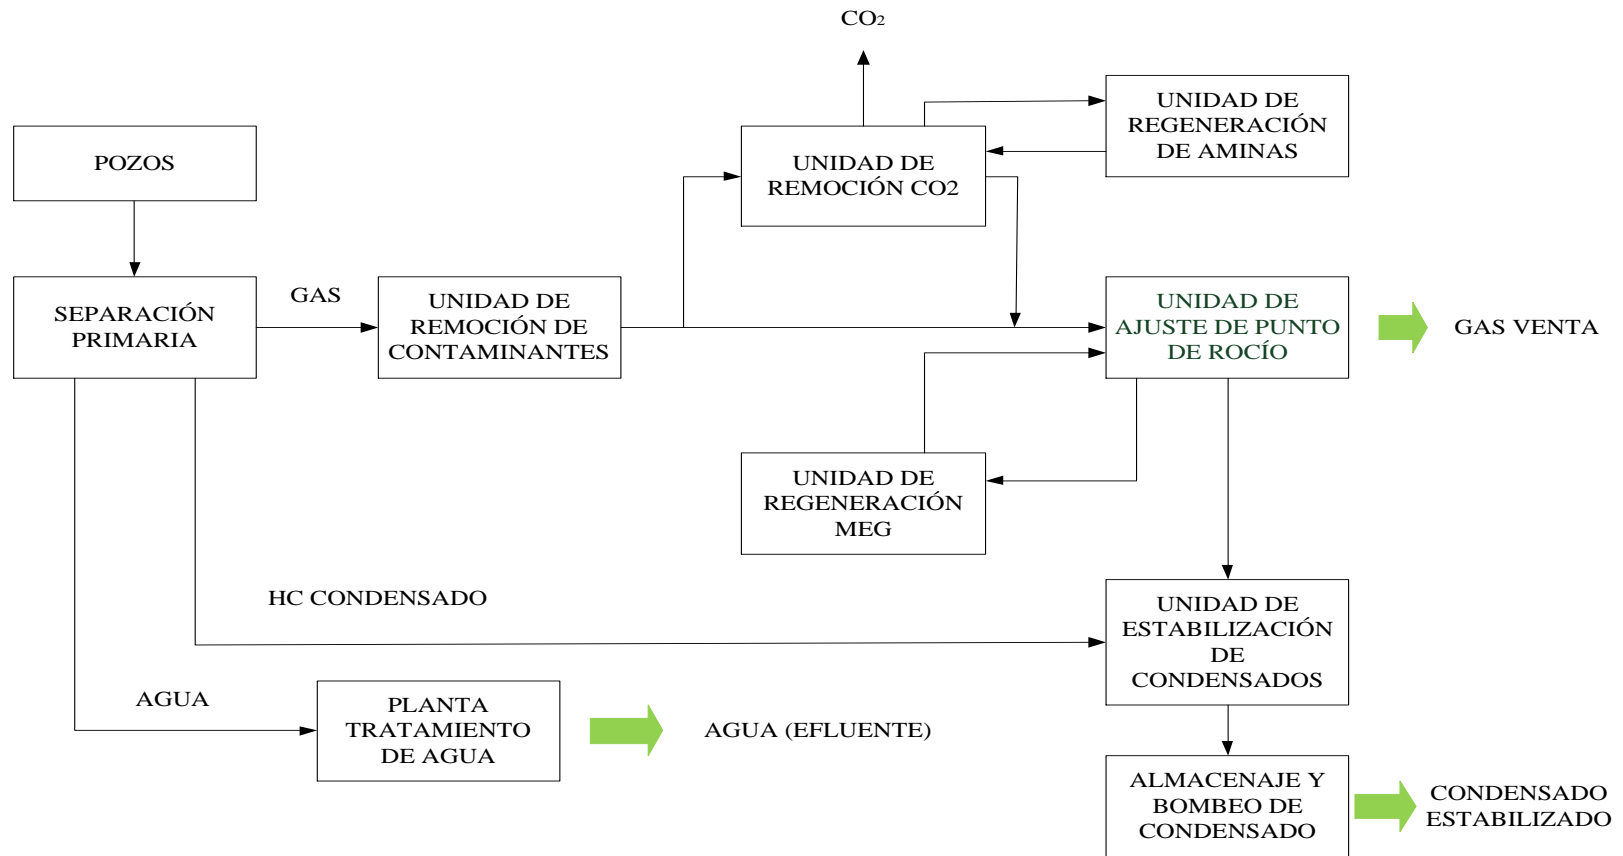 CO2
UNIDAD DE
REGENERACIÓN
DE AMINAS
POZOS
UNIDAD DE
REMOCIÓN CO2
GAS
SEPARACIÓN
PRIMARIA
UNIDAD DE
REMOCIÓN DE
CONTAMINANTES
UNIDAD DE
AJUSTE DE PUNTO
DE ROCÍO
GAS VENTA
UNIDAD DE
REGENERACIÓN
MEG
HC CONDENSADO
UNIDAD DE
ESTABILIZACIÓN
DE
CONDENSADOS
AGUA
PLANTA
TRATAMIENTO
DE AGUA
AGUA (EFLUENTE)
ALMACENAJE Y
BOMBEO DE
CONDENSADO
CONDENSADO
ESTABILIZADO